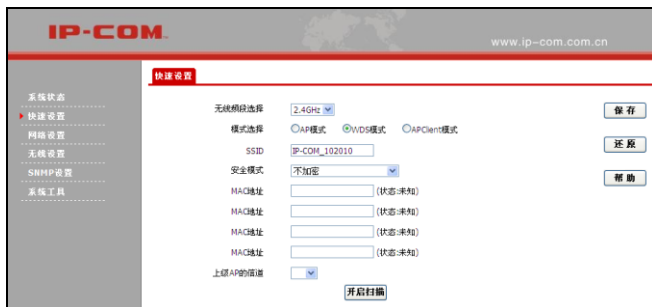 IP-COM
www.ip-com.com.cn
快速设置
系统状态
快速设置
网络设置
无线设置
SNMP设置
系统工具
无线频段选择 2.4GHz
模式选择 AP模式 WDS模式 APClient模式
SSID IP-COM_102010
安全模式 不加密
MAC地址 (状态:未知)
MAC地址 (状态:未知)
MAC地址 (状态:未知)
MAC地址 (状态:未知)
上级AP的信道
开启扫描
保存
还原
帮助